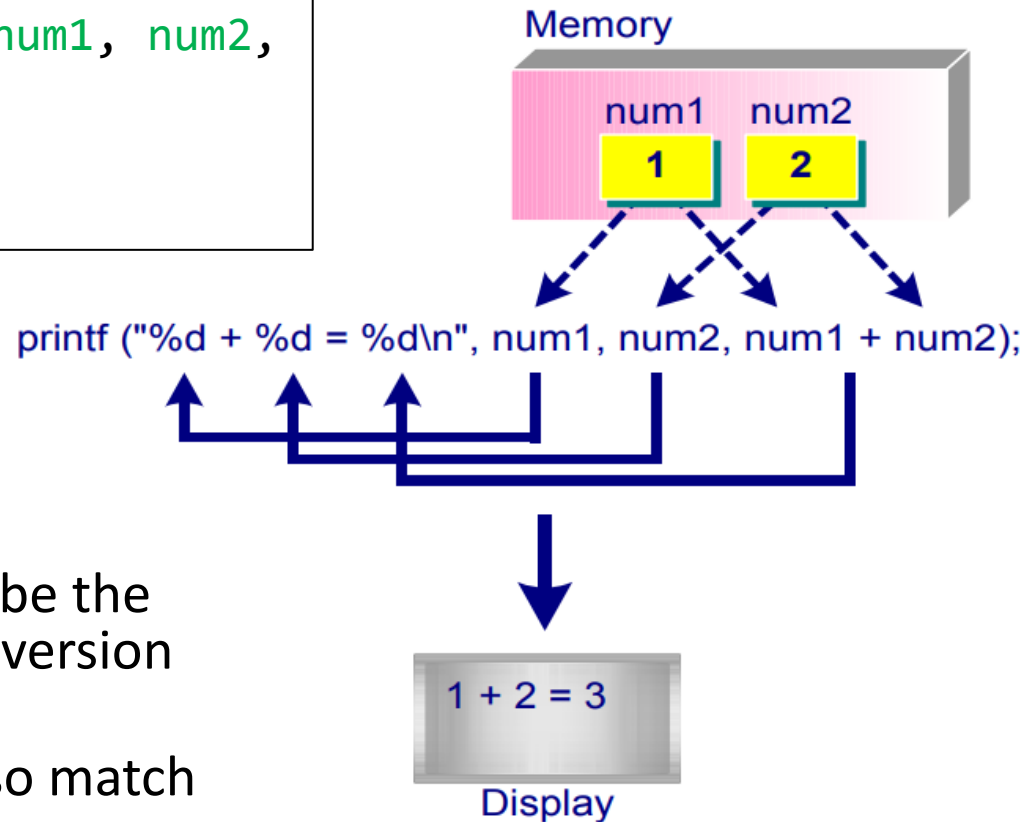 num1, num2,
Memory
num1 num2
1 2
printf ("%d + %d = %d\n", num1, num2, num1 + num2);
be the
version
so match
1 + 2 = 3
Display